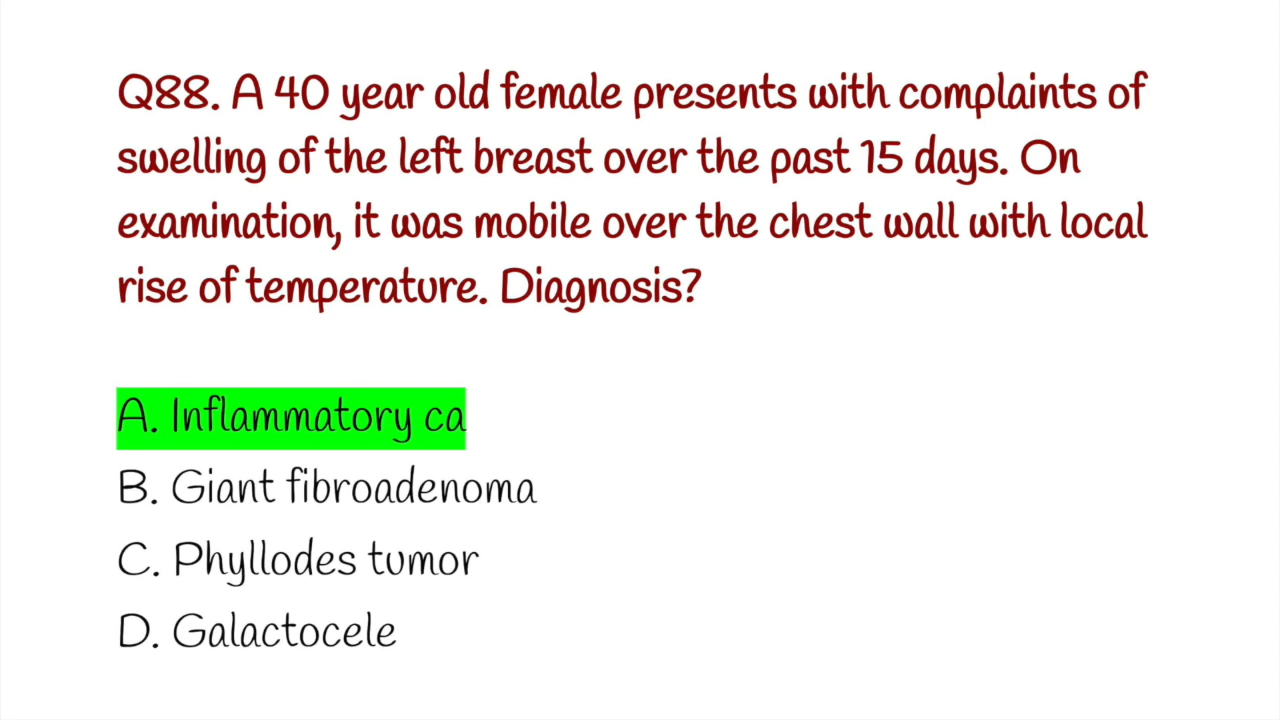 Q88. A 40 year old female presents with complaints of
swelling of the left breast over the past 15 days. On
examination, it was mobile over the chest wall with local
rise of temperature. Diagnosis?
A. Inflammatory ca
B. Giant fibroadenoma
C. Phyllodes tumor
D. Galactocele